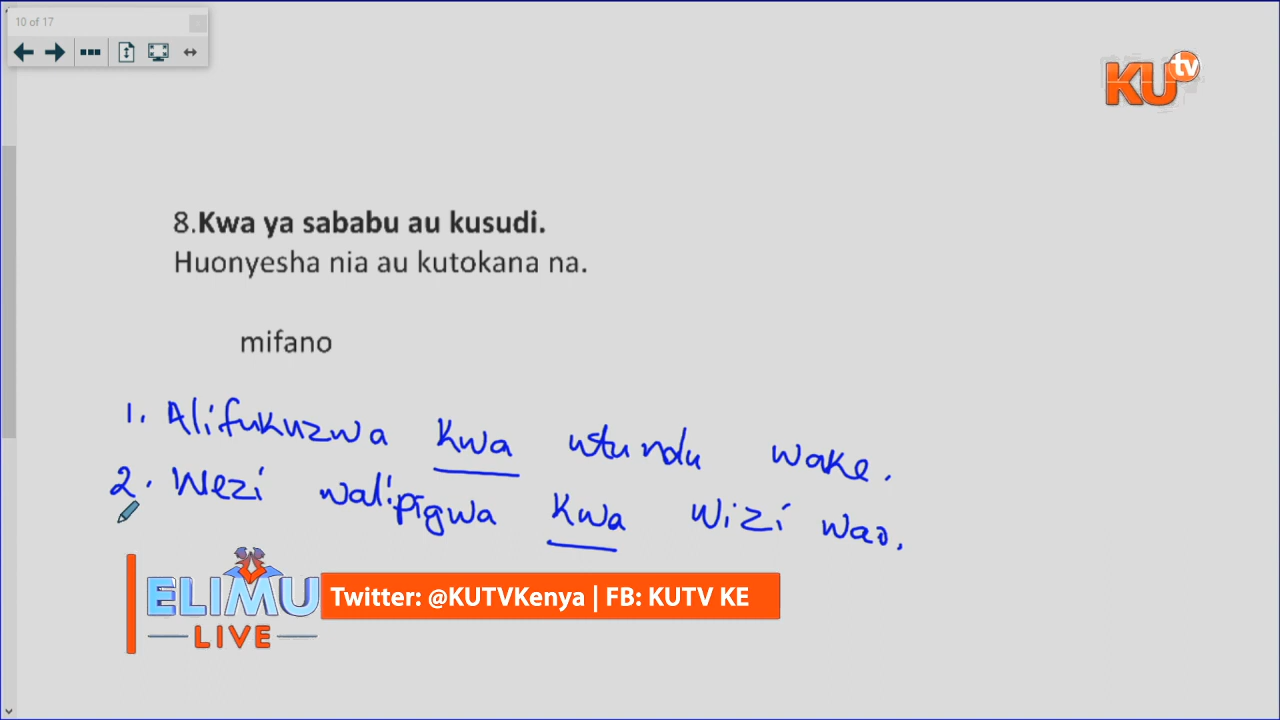 10 of 17
KU tv
8.Kwa ya sababu au kusudi.
Huonyesha nia au kutokana na.
mifano
1. Alifukuzwa kwa utundu wake.
2. Wezi walipigwa kwa wizi wao.
ELIMU
LIVE
Twitter: @KUTVKenya | FB: KUTV KE